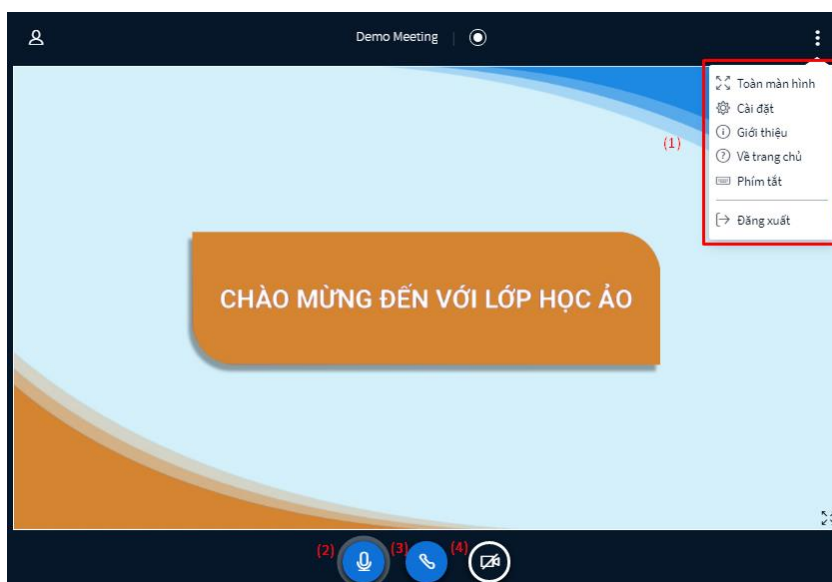 Demo Meeting
Toàn màn hình
Cài đặt
(1)
Giới thiệu
Về trang chủ
Phím tắt
Đăng xuất
CHÀO MỪNG ĐẾN VỚI LỚP HỌC ẢO
(2) (3) (4)